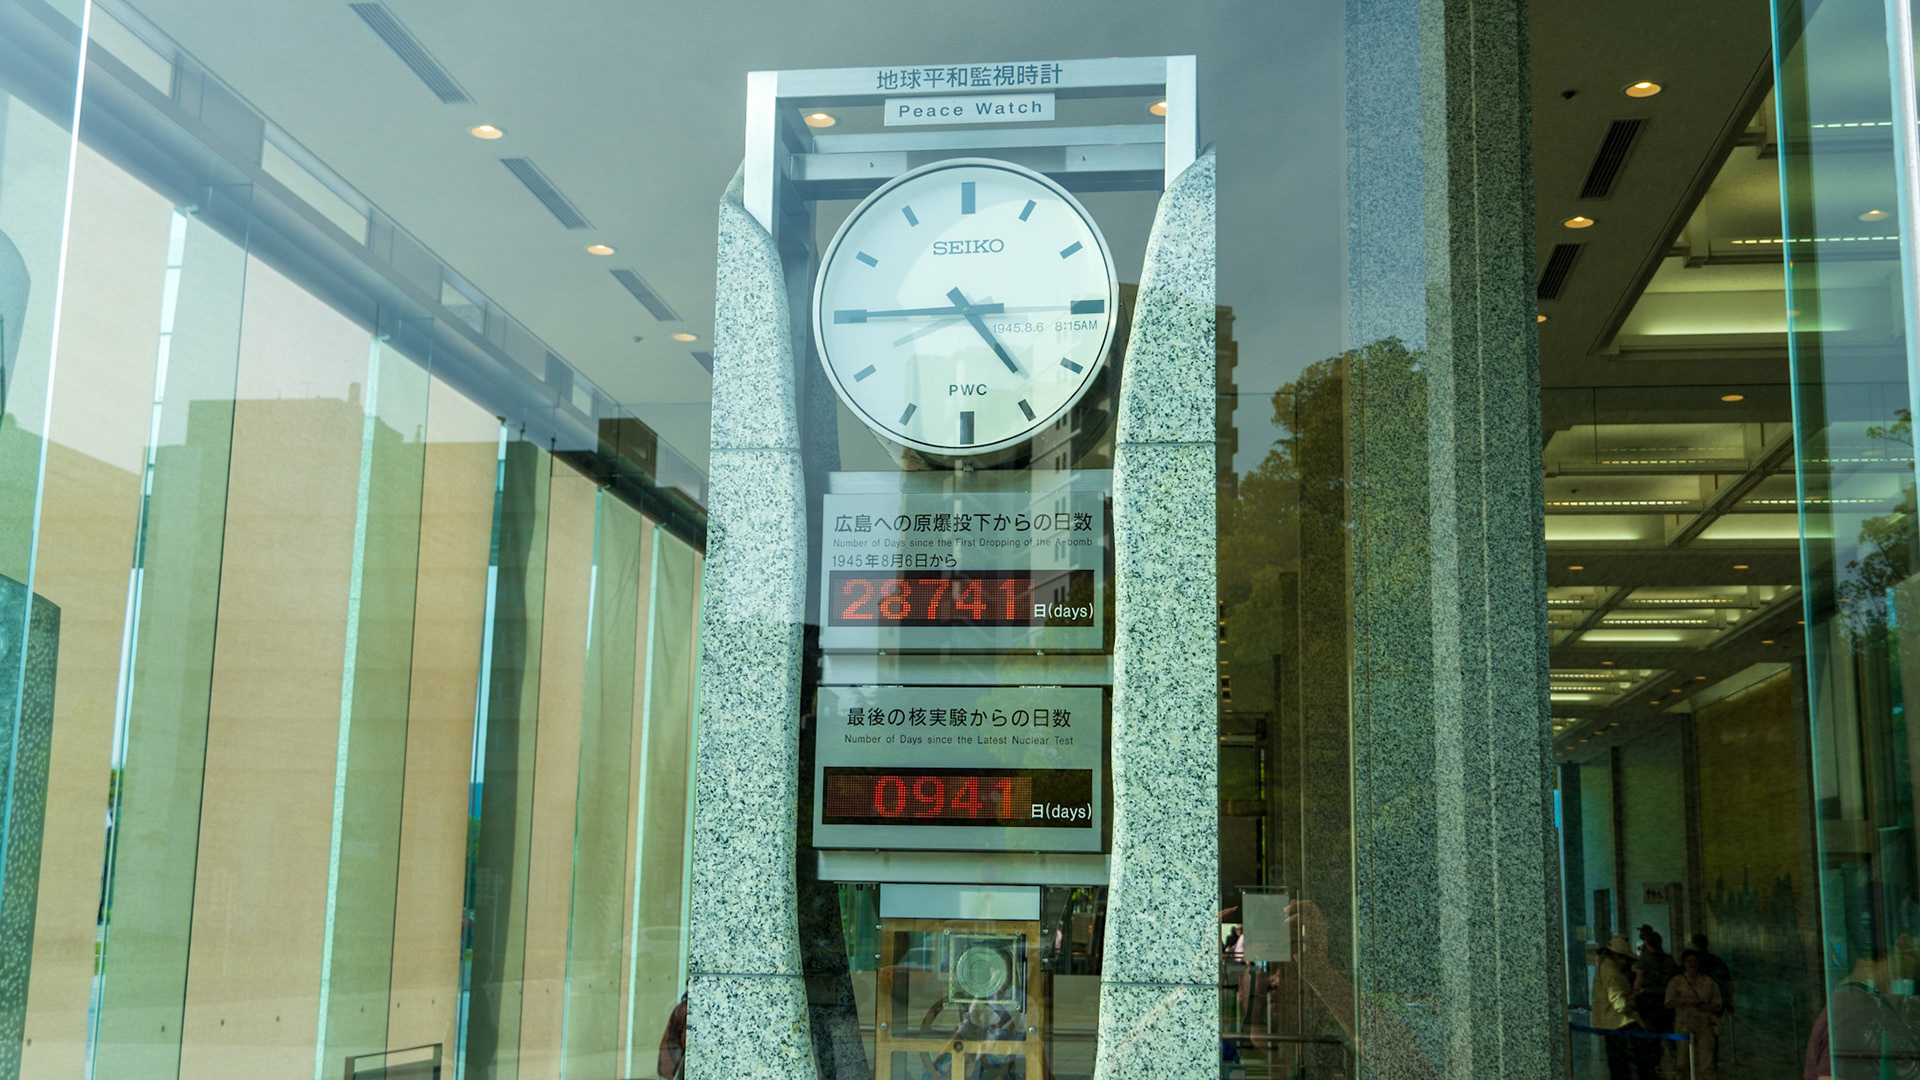 地球平和監視時計
Peace Watch
SEIKO
1945.8.6 8:15AM
PWC
広島への原爆投下からの日数
Number of Days since the First Dropping of the A-bomb
1945年8月6日から
28741 日(days)
最後の核実験からの日数
Number of Days since the Latest Nuclear Test
0941 日(days)